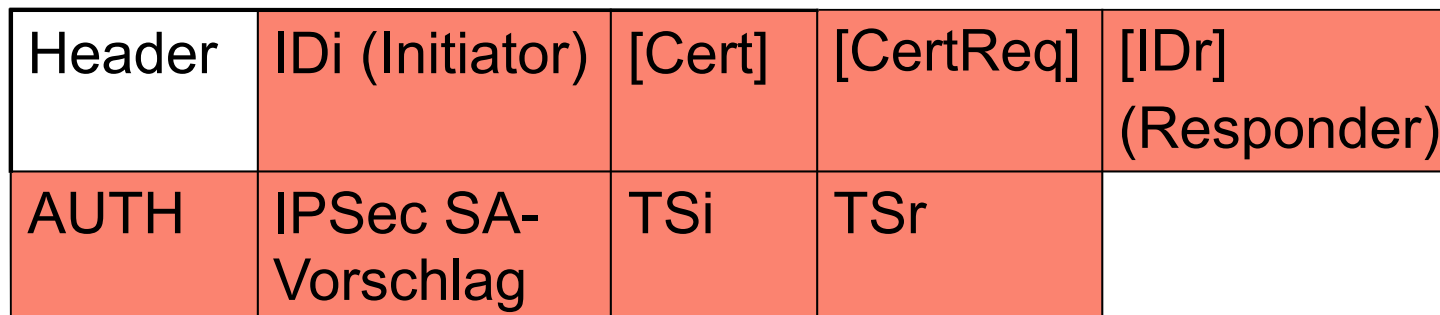 Header IDi (Initiator) [Cert] [CertReq] [IDr]
(Responder)
AUTH IPSec SA- TSi TSr
Vorschlag